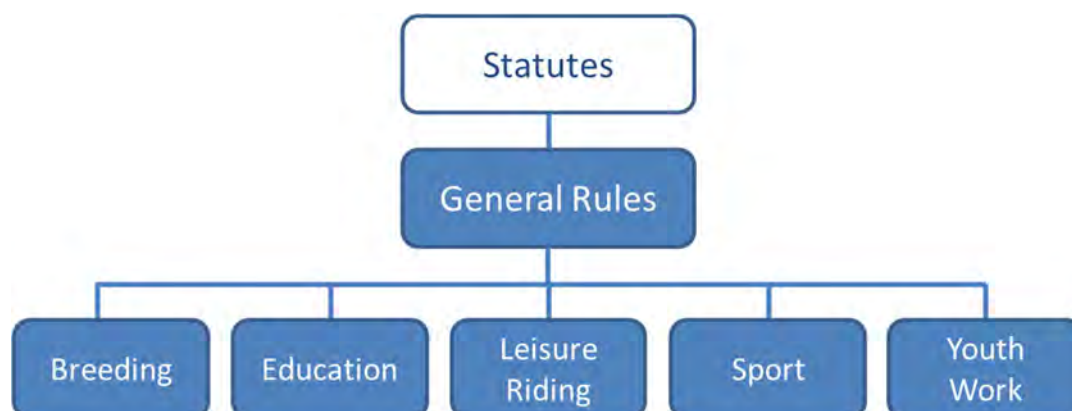 Statutes
General Rules
Breeding
Education
Leisure
Riding
Sport
Youth
Work